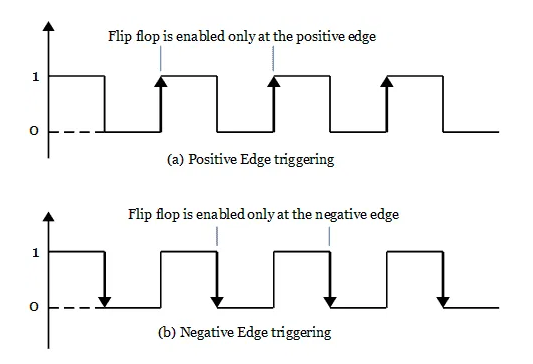 Flip flop is enabled only at the positive edge
1
0
(a) Positive Edge triggering
Flip flop is enabled only at the negative edge
1
0
(b) Negative Edge triggering